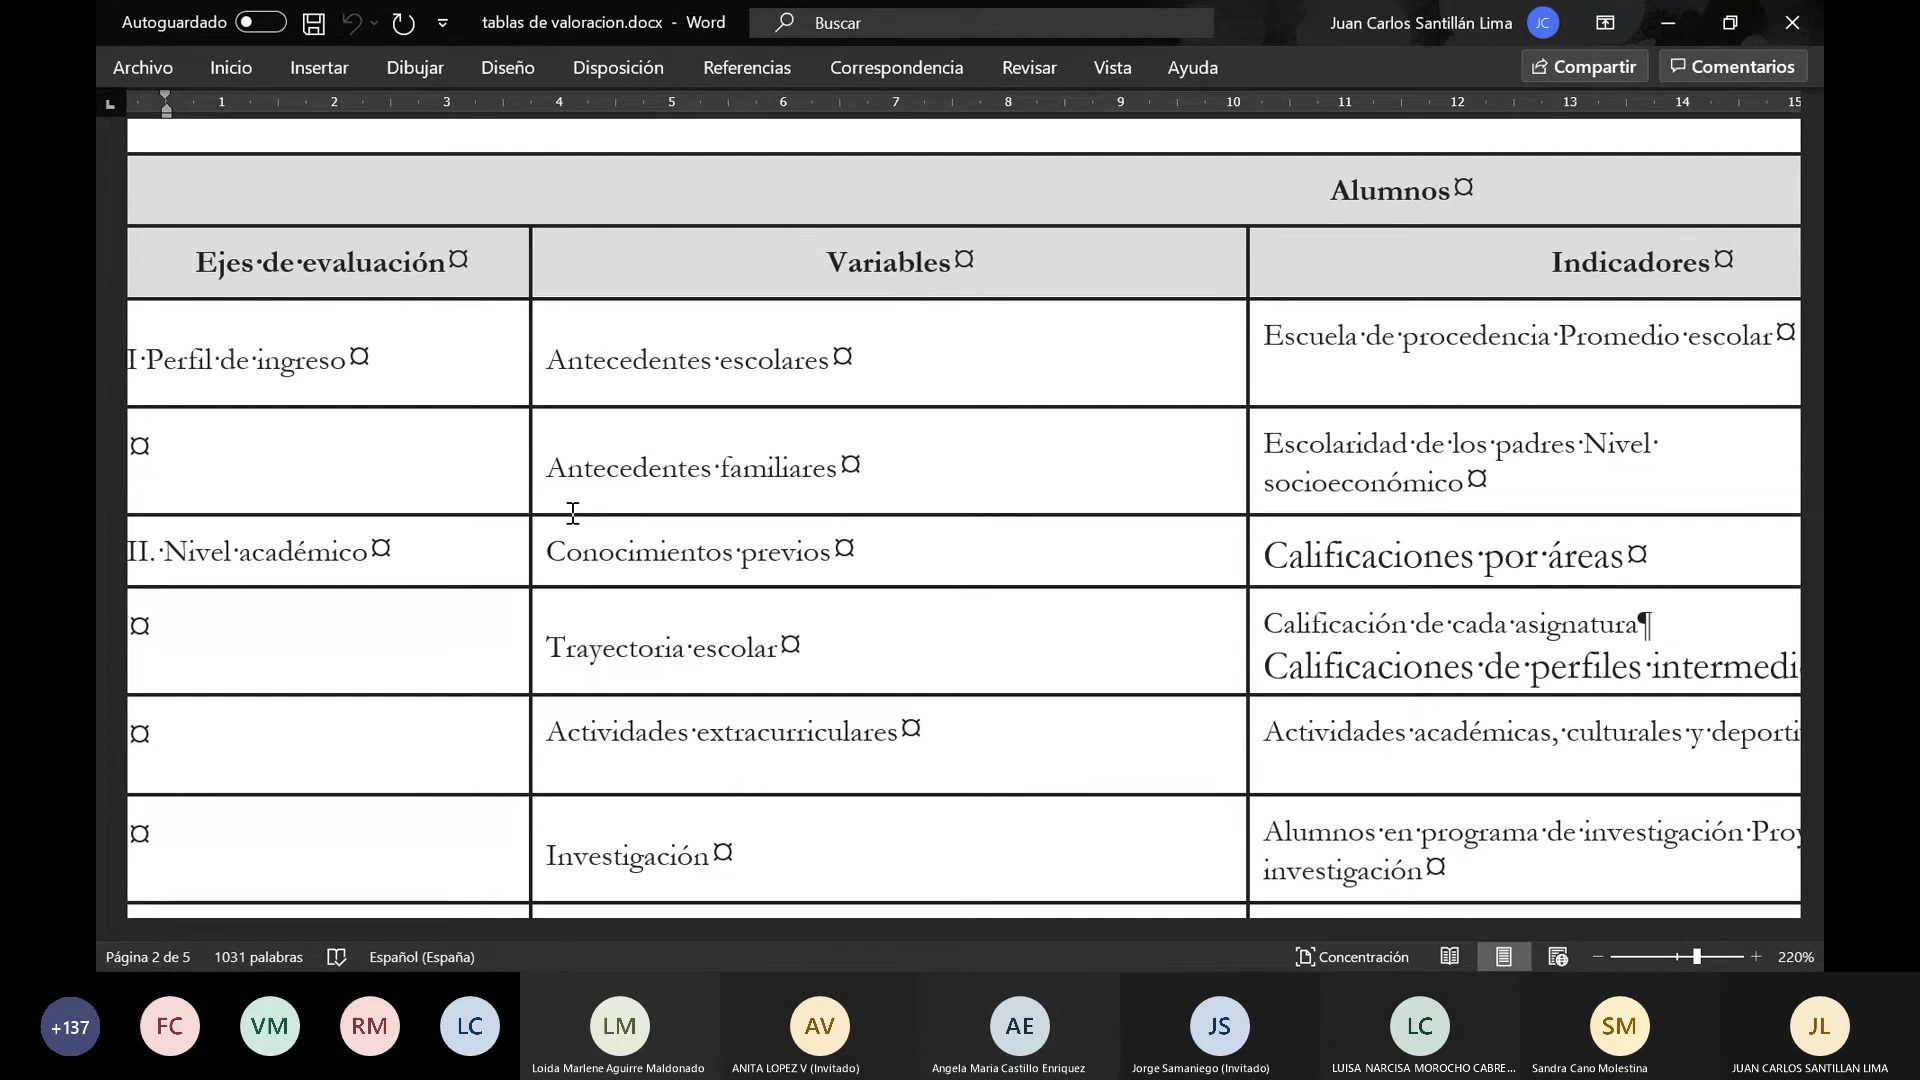 Autoguardado
tablas de valoracion.docx - Word
Buscar
Juan Carlos Santillán Lima
JC
Archivo Inicio Insertar Dibujar Diseño Disposición Referencias Correspondencia Revisar Vista Ayuda
Compartir
Comentarios
1 2 3 4 5 6 7 8 9 10 11 12 13 14 15
Alumnos¤
Ejes·de·evaluación¤
Variables¤
Indicadores¤
I·Perfil·de·ingreso¤
Antecedentes·escolares¤
Escuela·de·procedencia·Promedio·escolar¤
¤
Antecedentes·familiares¤
Escolaridad·de·los·padres·Nivel·
socioeconómico¤
II.·Nivel·académico¤
Conocimientos·previos¤
Calificaciones·por·áreas¤
¤
Trayectoria·escolar¤
Calificación·de·cada·asignatura¶
Calificaciones·de·perfiles·intermedi
¤
Actividades·extracurriculares¤
Actividades·académicas,·culturales·y·deporti
¤
Investigación¤
Alumnos·en·programa·de·investigación·Proy
investigación¤
Página 2 de 5
1031 palabras
Español (España)
Concentración
220%
+137
FC
VM
RM
LC
LM
AV
AE
JS
LC
SM
JL
Loida Marlene Aguirre Maldonado
ANITA LOPEZ V (Invitado)
Angela Maria Castillo Enriquez
Jorge Samaniego (Invitado)
LUISA NARCISA MOROCHO CABRE...
Sandra Cano Molestina
JUAN CARLOS SANTILLAN LIMA